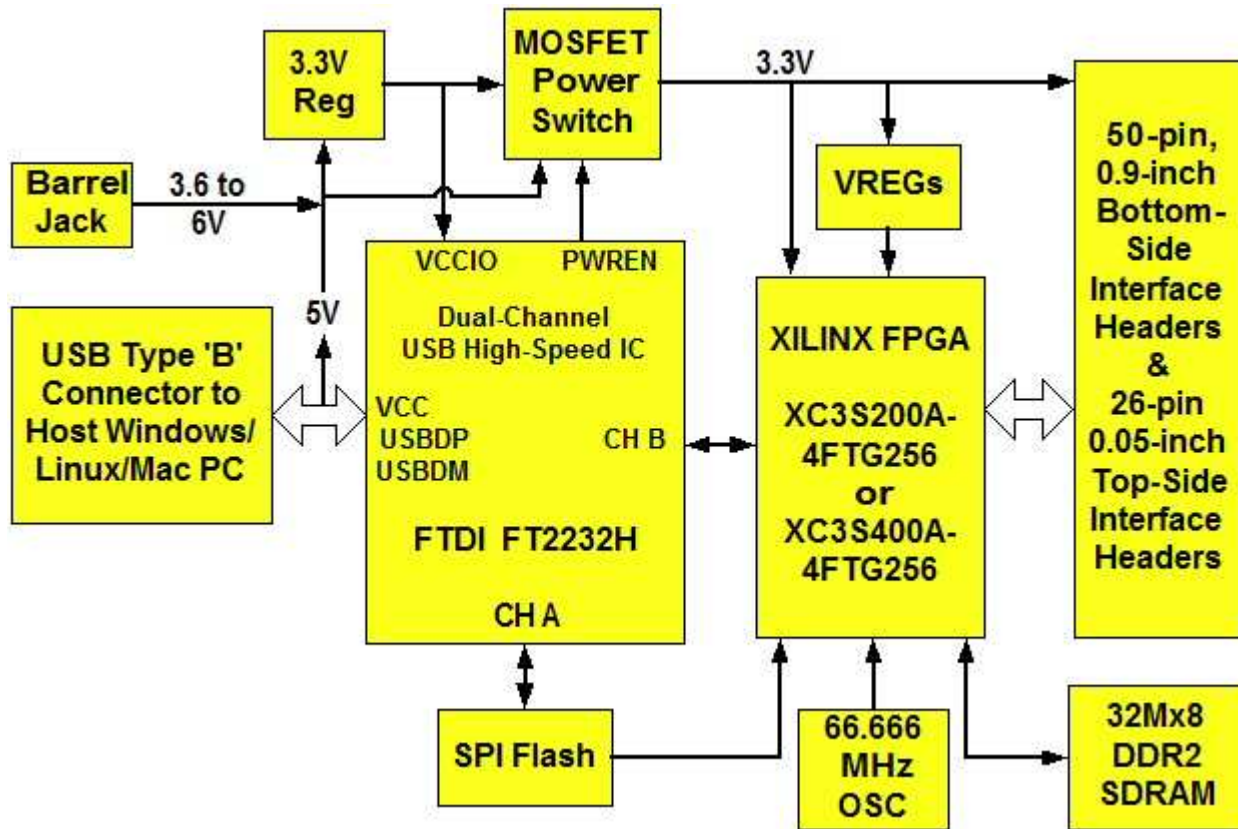 3.3V
Reg
MOSFET
Power
Switch
3.3V
Barrel
Jack
3.6 to
6V
VREGs
50-pin,
0.9-inch
Bottom-
Side
Interface
Headers
&
26-pin
0.05-inch
Top-Side
Interface
Headers
5V
USB Type 'B'
Connector to
Host Windows/
Linux/Mac PC
VCCIO PWREN
Dual-Channel
USB High-Speed IC
VCC
USBDP
USBDM
CH B
FTDI FT2232H
CH A
XILINX FPGA
XC3S200A-
4FTG256
or
XC3S400A-
4FTG256
SPI Flash
66.666
MHz
OSC
32Mx8
DDR2
SDRAM